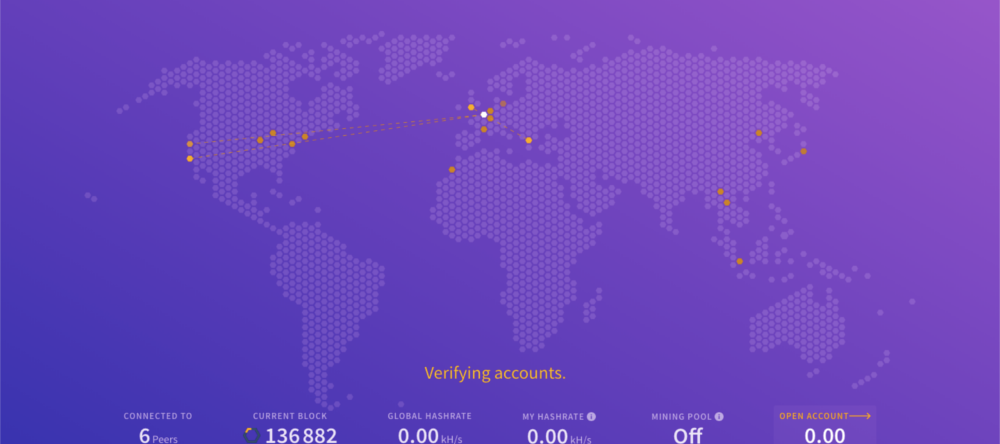 Verifying accounts.
CONNECTED TO CURRENT BLOCK GLOBAL HASHRATE MY HASHRATE MINING POOL OPEN ACCOUNT
6 Peers 136 882 0.00 kH/s 0.00 kH/s Off 0.00